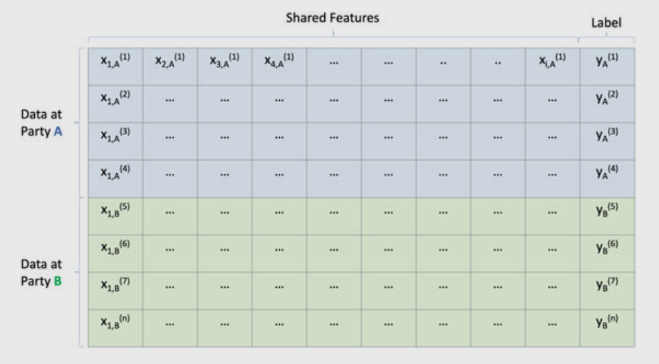 Shared Features
Label
x₁,A⁽¹⁾ x₂,A⁽¹⁾ x₃,A⁽¹⁾ x₄,A⁽¹⁾ ... ... .. .. xᵢ,A⁽¹⁾ yA⁽¹⁾
x₁,A⁽²⁾ ... ... ... ... ... ... ... ... yA⁽²⁾
Data at
Party A
x₁,A⁽³⁾ ... ... ... ... ... ... ... ... yA⁽³⁾
x₁,A⁽⁴⁾ ... ... ... ... ... ... ... ... yA⁽⁴⁾
x₁,B⁽⁵⁾ ... ... ... ... ... ... ... ... yB⁽⁵⁾
x₁,B⁽⁶⁾ ... ... ... ... ... ... ... ... yB⁽⁶⁾
Data at
Party B
x₁,B⁽⁷⁾ ... ... ... ... ... ... ... ... yB⁽⁷⁾
x₁,B⁽ⁿ⁾ ... ... ... ... ... ... ... ... yB⁽ⁿ⁾